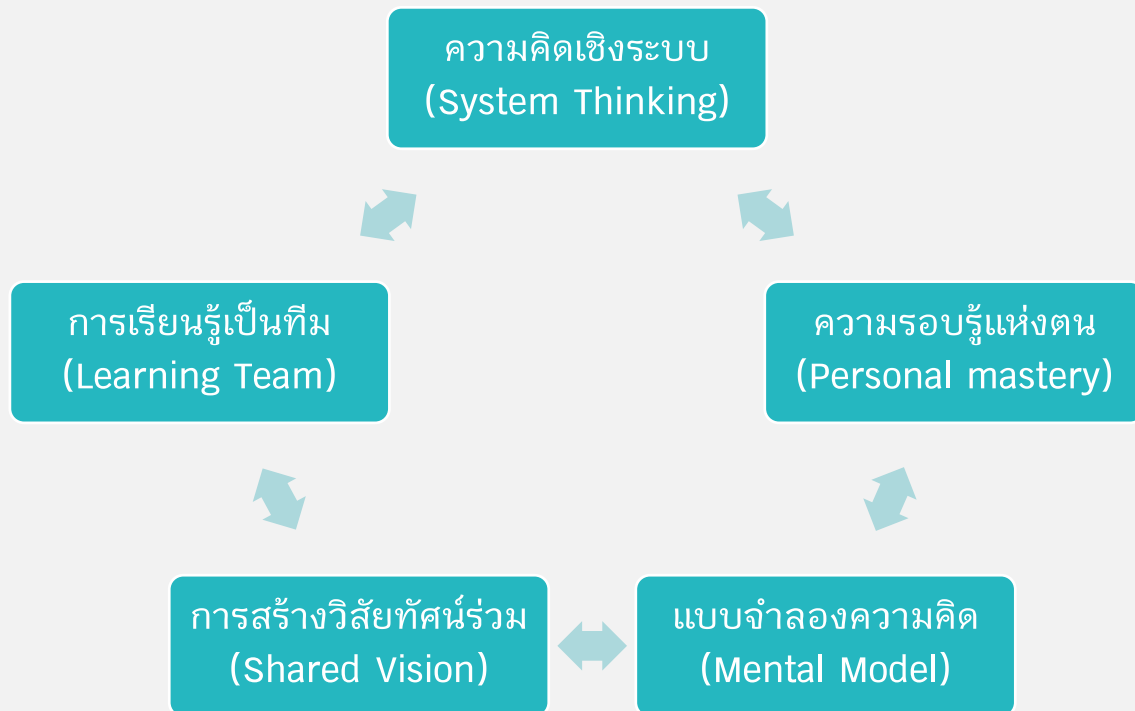 ความคิดเชิงระบบ
(System Thinking)
การเรียนรู้เป็นทีม
(Learning Team)
ความรอบรู้แห่งตน
(Personal mastery)
การสร้างวิสัยทัศน์ร่วม
(Shared Vision)
แบบจำลองความคิด
(Mental Model)